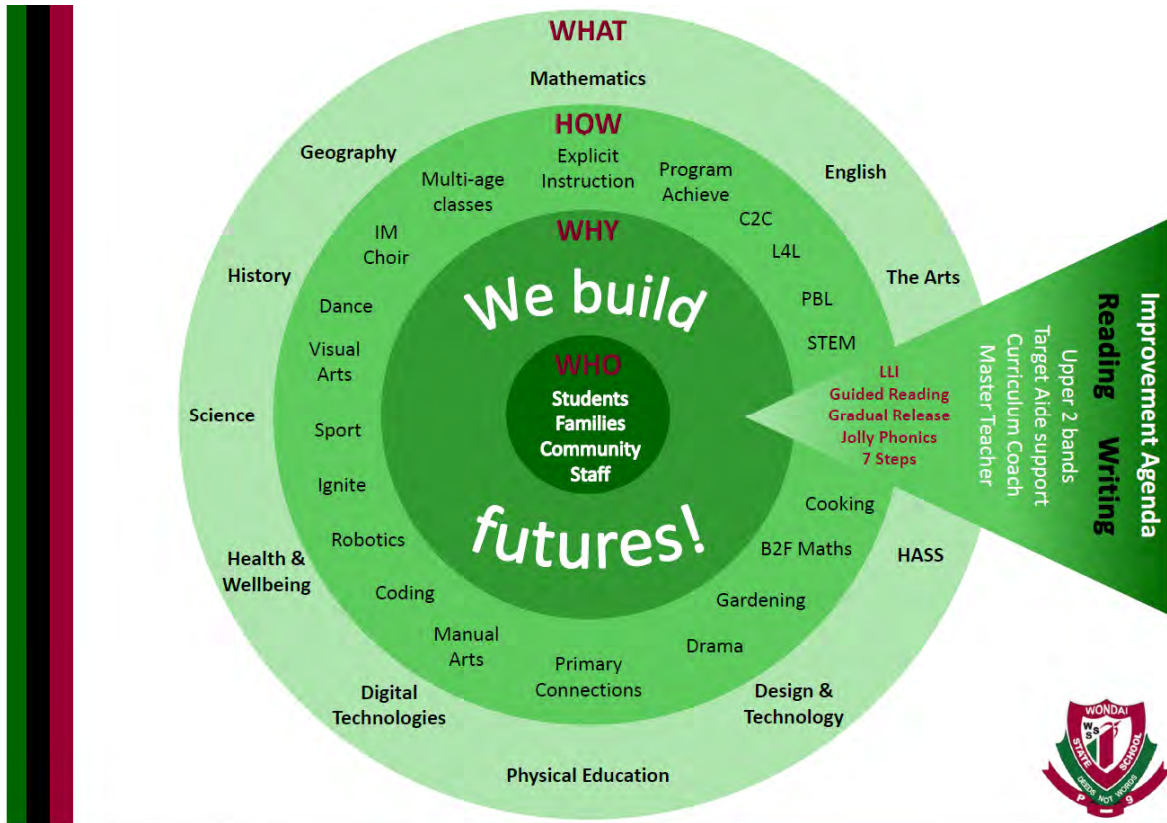 WHAT
Mathematics
English
The Arts
HASS
Design &
Technology
Physical Education
Digital
Technologies
Health &
Wellbeing
Science
History
Geography
HOW
Explicit
Instruction
Program
Achieve
C2C
L4L
PBL
STEM
LLI
Guided Reading
Gradual Release
Jolly Phonics
7 Steps
Cooking
B2F Maths
Gardening
Drama
Primary
Connections
Manual
Arts
Coding
Robotics
Ignite
Sport
Visual
Arts
Dance
IM
Choir
Multi-age
classes
WHY
We build
futures!
WHO
Students
Families
Community
Staff
Improvement Agenda
Reading Writing
Upper 2 bands
Target Aide support
Curriculum Coach
Master Teacher
WONDAI
STATE
SCHOOL
WSS
DEEDS NOT WORDS
P - 9